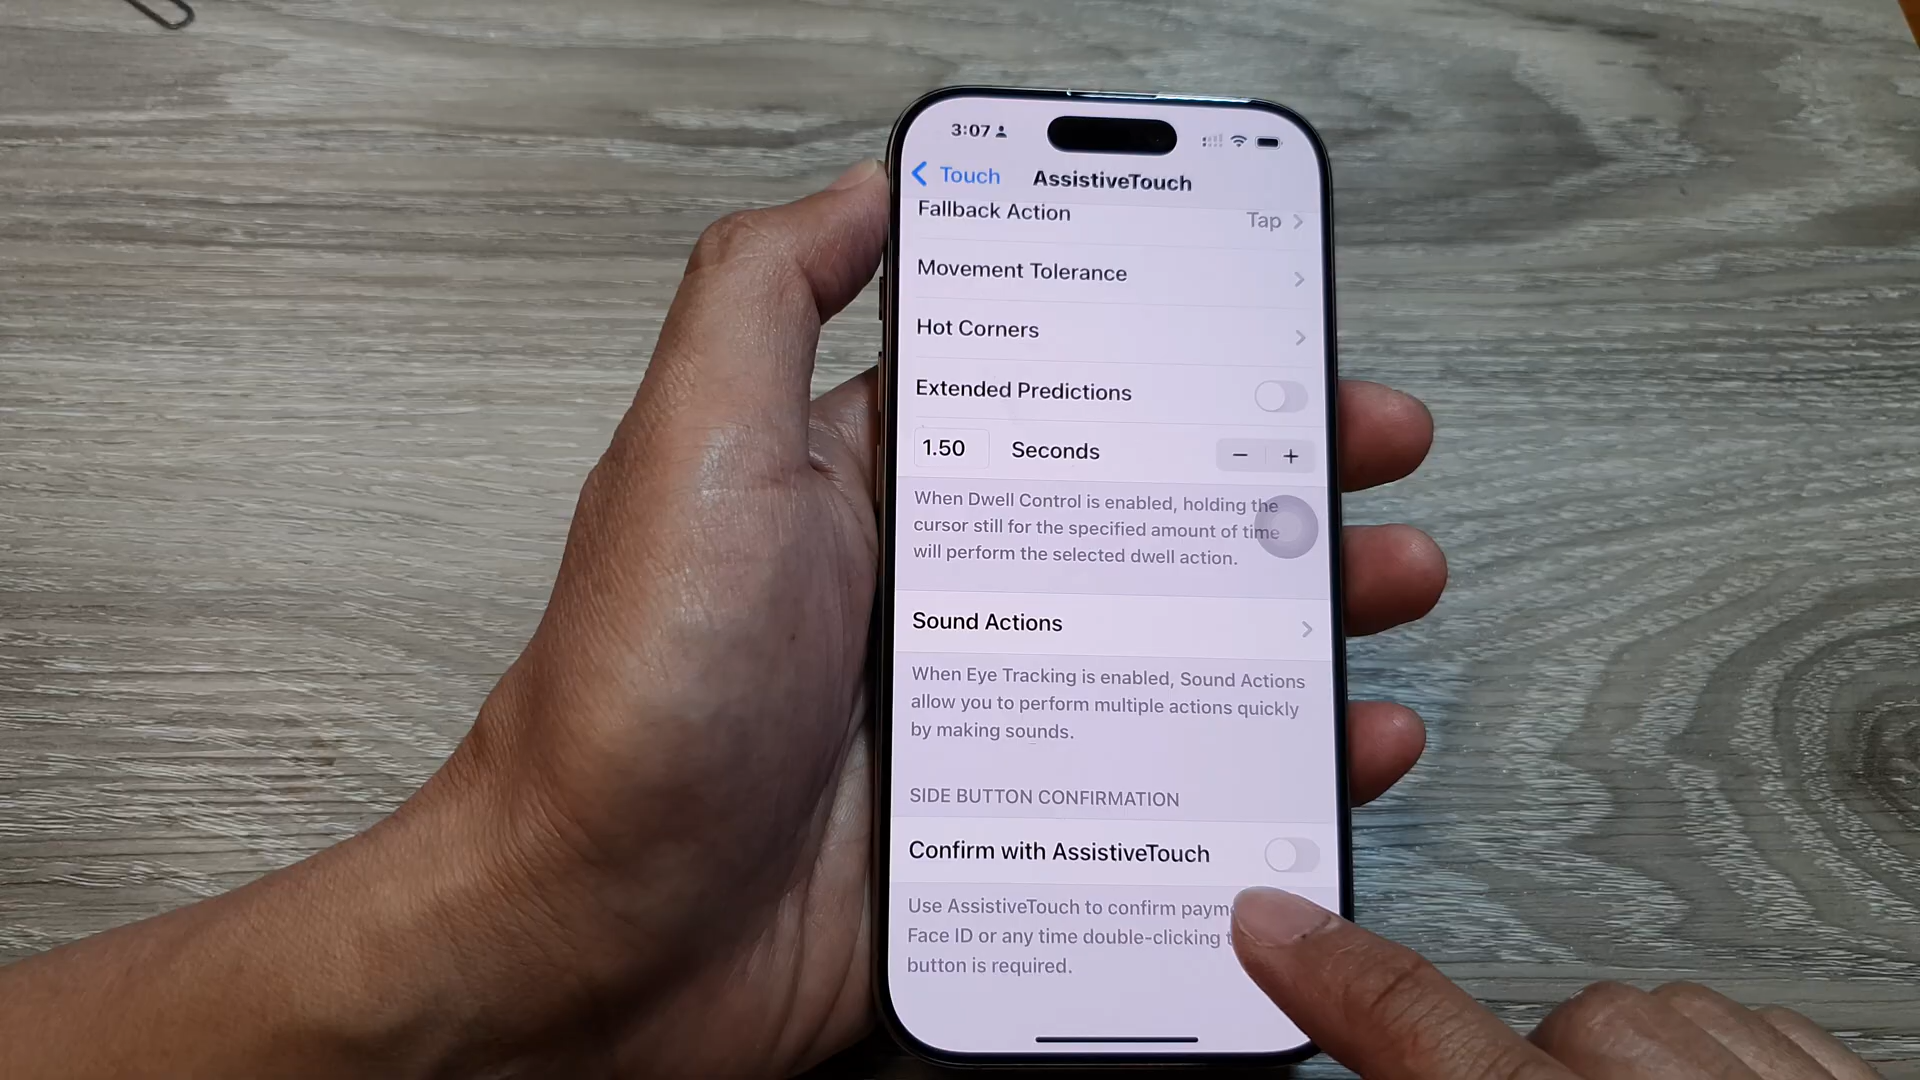 3:07
Touch AssistiveTouch
Fallback Action Tap
Movement Tolerance
Hot Corners
Extended Predictions
1.50 Seconds − +
When Dwell Control is enabled, holding the
cursor still for the specified amount of time
will perform the selected dwell action.
Sound Actions
When Eye Tracking is enabled, Sound Actions
allow you to perform multiple actions quickly
by making sounds.
SIDE BUTTON CONFIRMATION
Confirm with AssistiveTouch
Use AssistiveTouch to confirm
Face ID or any time double-clicking
button is required.